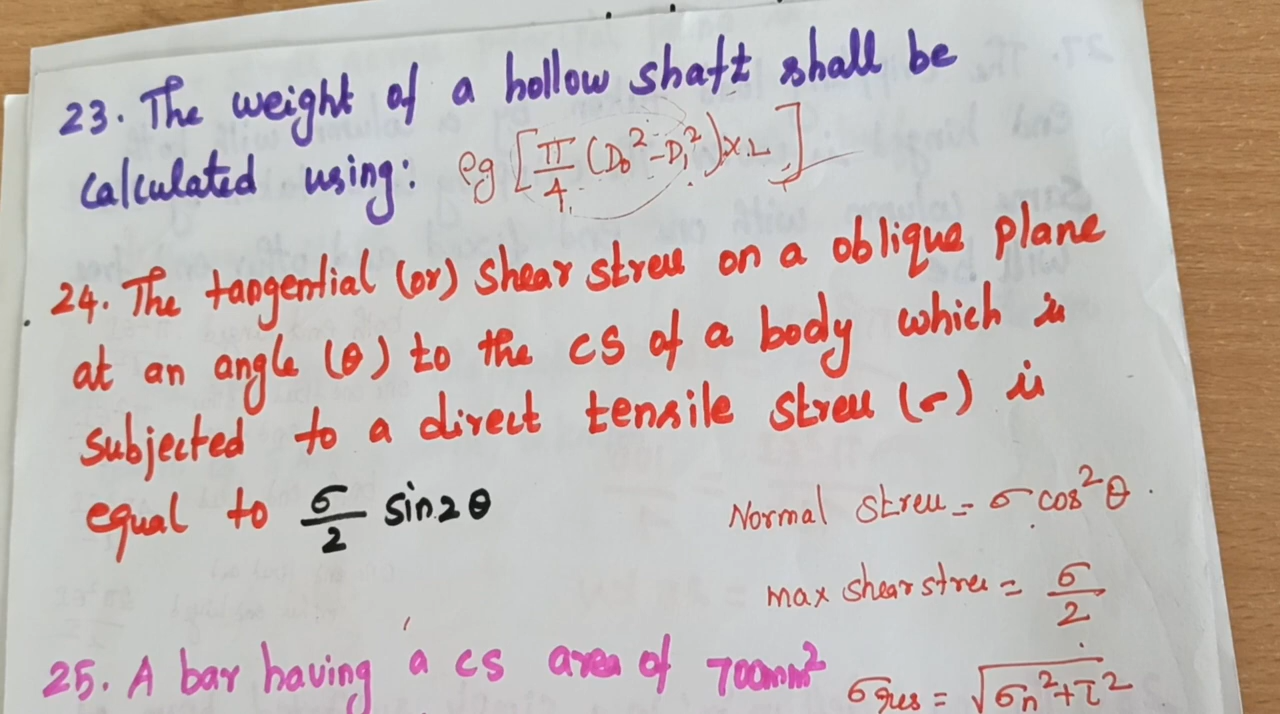 23. The weight of a hollow shaft shall be
calculated using: ρg [π/4 (D₀² - Dᵢ²) × L]
24. The tangential (or) shear stress on a oblique plane
at an angle (θ) to the cs of a body which is
subjected to a direct tensile stress (σ) is
equal to σ/2 sin2θ
Normal stress = σ cos²θ.
max shear stress = σ/2
25. A bar having a cs area of 700mm²
σres = √(σn² + τ²)